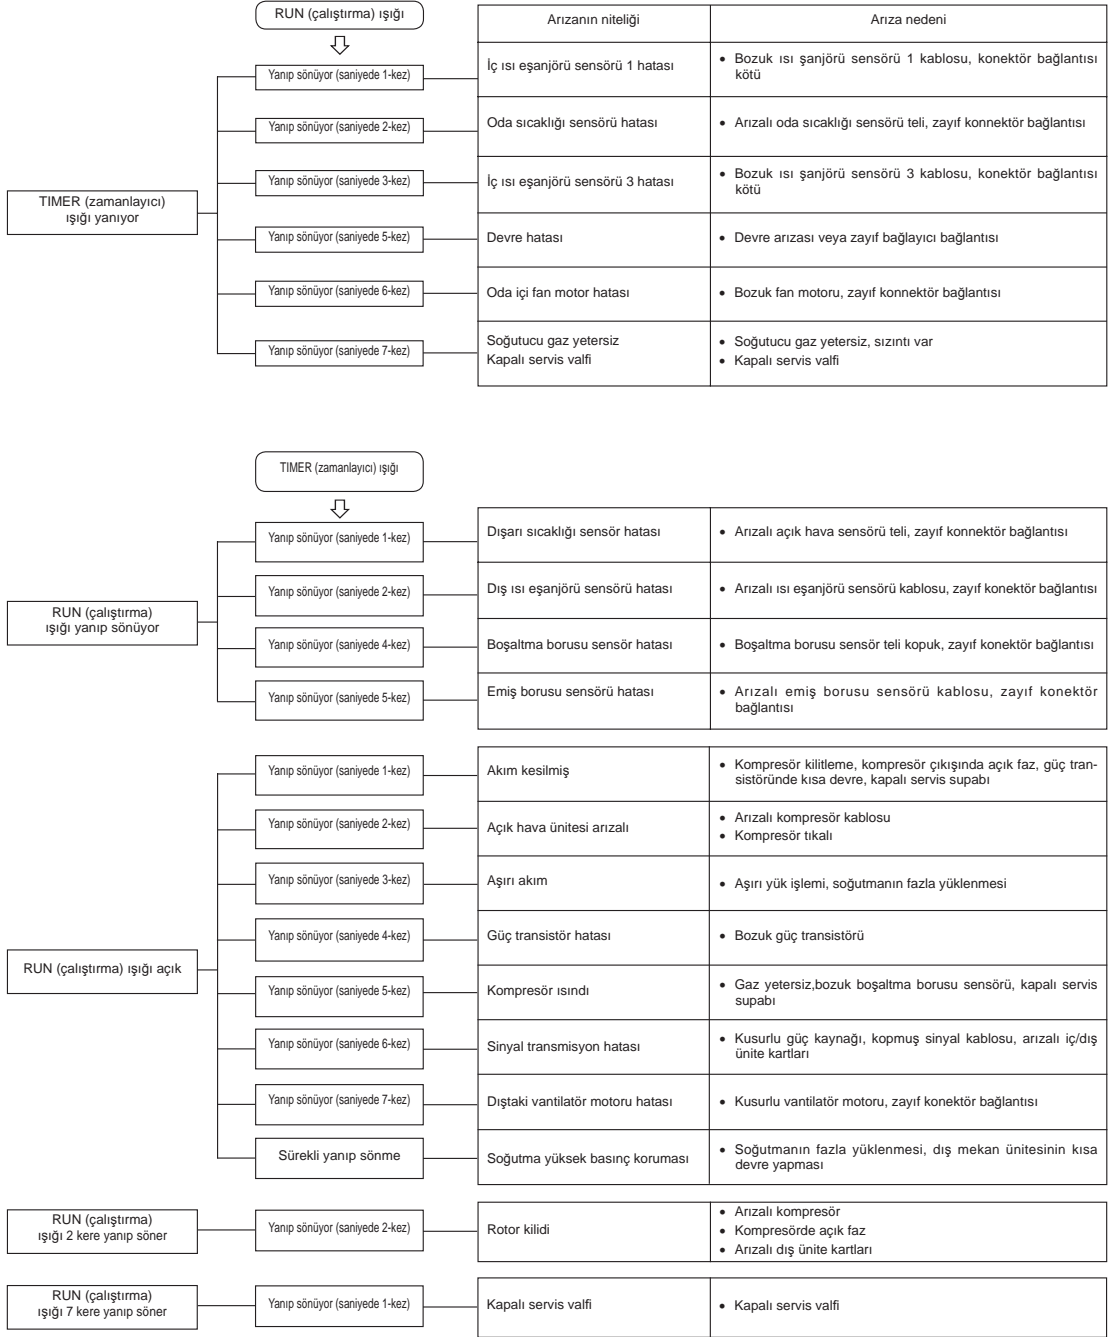 RUN (çalıştırma) ışığı
Arızanın niteliği
Arıza nedeni
TIMER (zamanlayıcı)
ışığı yanıyor
Yanıp sönüyor (saniyede 1-kez)
İç ısı eşanjörü sensörü 1 hatası
• Bozuk ısı şanjörü sensörü 1 kablosu, konektör bağlantısı
kötü
Yanıp sönüyor (saniyede 2-kez)
Oda sıcaklığı sensörü hatası
• Arızalı oda sıcaklığı sensörü teli, zayıf konnektör bağlantısı
Yanıp sönüyor (saniyede 3-kez)
İç ısı eşanjörü sensörü 3 hatası
• Bozuk ısı şanjörü sensörü 3 kablosu, konektör bağlantısı
kötü
Yanıp sönüyor (saniyede 5-kez)
Devre hatası
• Devre arızası veya zayıf bağlayıcı bağlantısı
Yanıp sönüyor (saniyede 6-kez)
Oda içi fan motor hatası
• Bozuk fan motoru, zayıf konnektör bağlantısı
Yanıp sönüyor (saniyede 7-kez)
Soğutucu gaz yetersiz
Kapalı servis valfi
• Soğutucu gaz yetersiz, sızıntı var
• Kapalı servis valfi
TIMER (zamanlayıcı) ışığı
RUN (çalıştırma)
ışığı yanıp sönüyor
Yanıp sönüyor (saniyede 1-kez)
Dışarı sıcaklığı sensör hatası
• Arızalı açık hava sensörü teli, zayıf konnektör bağlantısı
Yanıp sönüyor (saniyede 2-kez)
Dış ısı eşanjörü sensörü hatası
• Arızalı ısı eşanjörü sensörü kablosu, zayıf konektör bağlantısı
Yanıp sönüyor (saniyede 4-kez)
Boşaltma borusu sensör hatası
• Boşaltma borusu sensör teli kopuk, zayıf konektör bağlantısı
Yanıp sönüyor (saniyede 5-kez)
Emiş borusu sensörü hatası
• Arızalı emiş borusu sensörü kablosu, zayıf konektör
bağlantısı
RUN (çalıştırma) ışığı açık
Yanıp sönüyor (saniyede 1-kez)
Akım kesilmiş
• Kompresör kilitleme, kompresör çıkışında açık faz, güç tran-
sistöründe kısa devre, kapalı servis supabı
Yanıp sönüyor (saniyede 2-kez)
Açık hava ünitesi arızalı
• Arızalı kompresör kablosu
• Kompresör tıkalı
Yanıp sönüyor (saniyede 3-kez)
Aşırı akım
• Aşırı yük işlemi, soğutmanın fazla yüklenmesi
Yanıp sönüyor (saniyede 4-kez)
Güç transistör hatası
• Bozuk güç transistörü
Yanıp sönüyor (saniyede 5-kez)
Kompresör ısındı
• Gaz yetersiz,bozuk boşaltma borusu sensörü, kapalı servis
supabı
Yanıp sönüyor (saniyede 6-kez)
Sinyal transmisyon hatası
• Kusurlu güç kaynağı, kopmuş sinyal kablosu, arızalı iç/dış
ünite kartları
Yanıp sönüyor (saniyede 7-kez)
Dıştaki vantilatör motoru hatası
• Kusurlu vantilatör motoru, zayıf konektör bağlantısı
Sürekli yanıp sönme
Soğutma yüksek basınç koruması
• Soğutmanın fazla yüklenmesi, dış mekan ünitesinin kısa
devre yapması
RUN (çalıştırma)
ışığı 2 kere yanıp söner
Yanıp sönüyor (saniyede 2-kez)
Rotor kilidi
• Arızalı kompresör
• Kompresörde açık faz
• Arızalı dış ünite kartları
RUN (çalıştırma)
ışığı 7 kere yanıp söner
Yanıp sönüyor (saniyede 1-kez)
Kapalı servis valfi
• Kapalı servis valfi